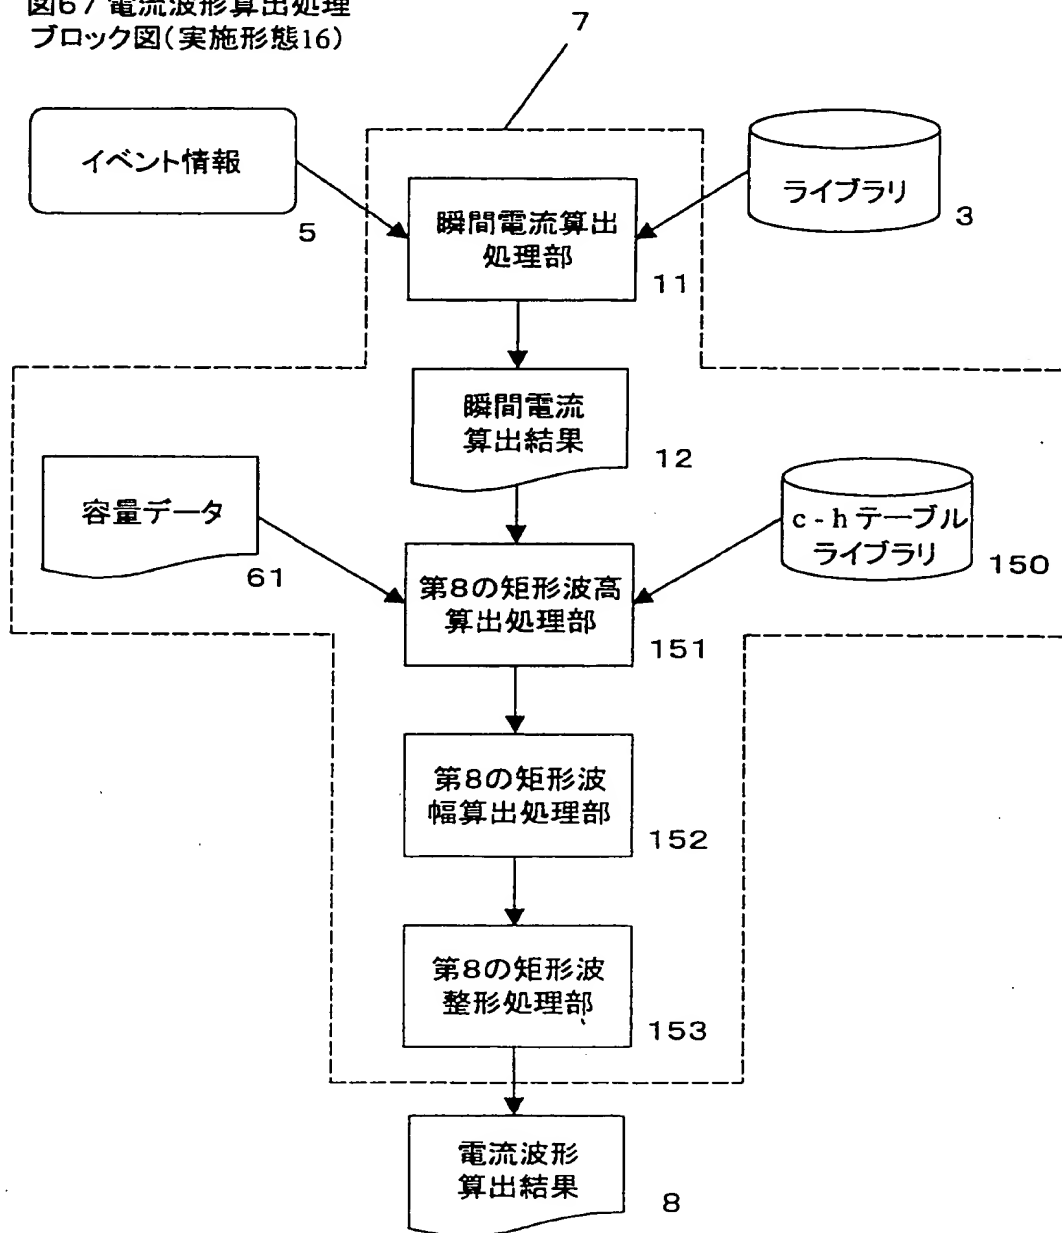 図67 電流波形算出処理
ブロック図(実施形態16)
7
イベント情報
5
ライブラリ
3
瞬間電流算出
処理部
11
瞬間電流
算出結果
12
容量データ
61
c-hテーブル
ライブラリ
150
第8の矩形波高
算出処理部
151
第8の矩形波
幅算出処理部
152
第8の矩形波
整形処理部
153
電流波形
算出結果
8